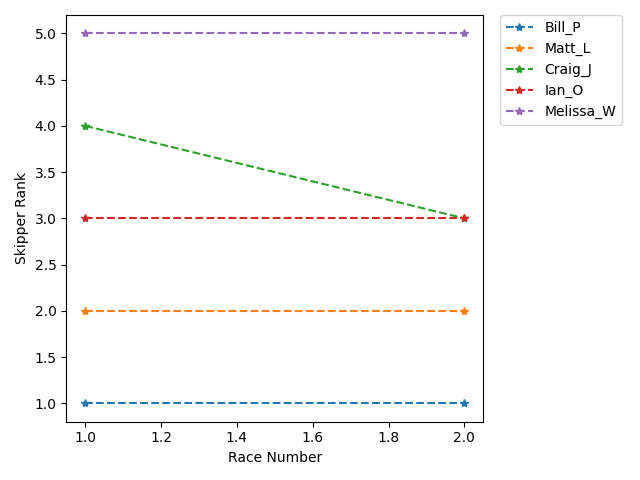 5.0
4.5
4.0
3.5
3.0
2.5
2.0
1.5
1.0
Skipper Rank
1.0 1.2 1.4 1.6 1.8 2.0
Race Number
Bill_P
Matt_L
Craig_J
Ian_O
Melissa_W